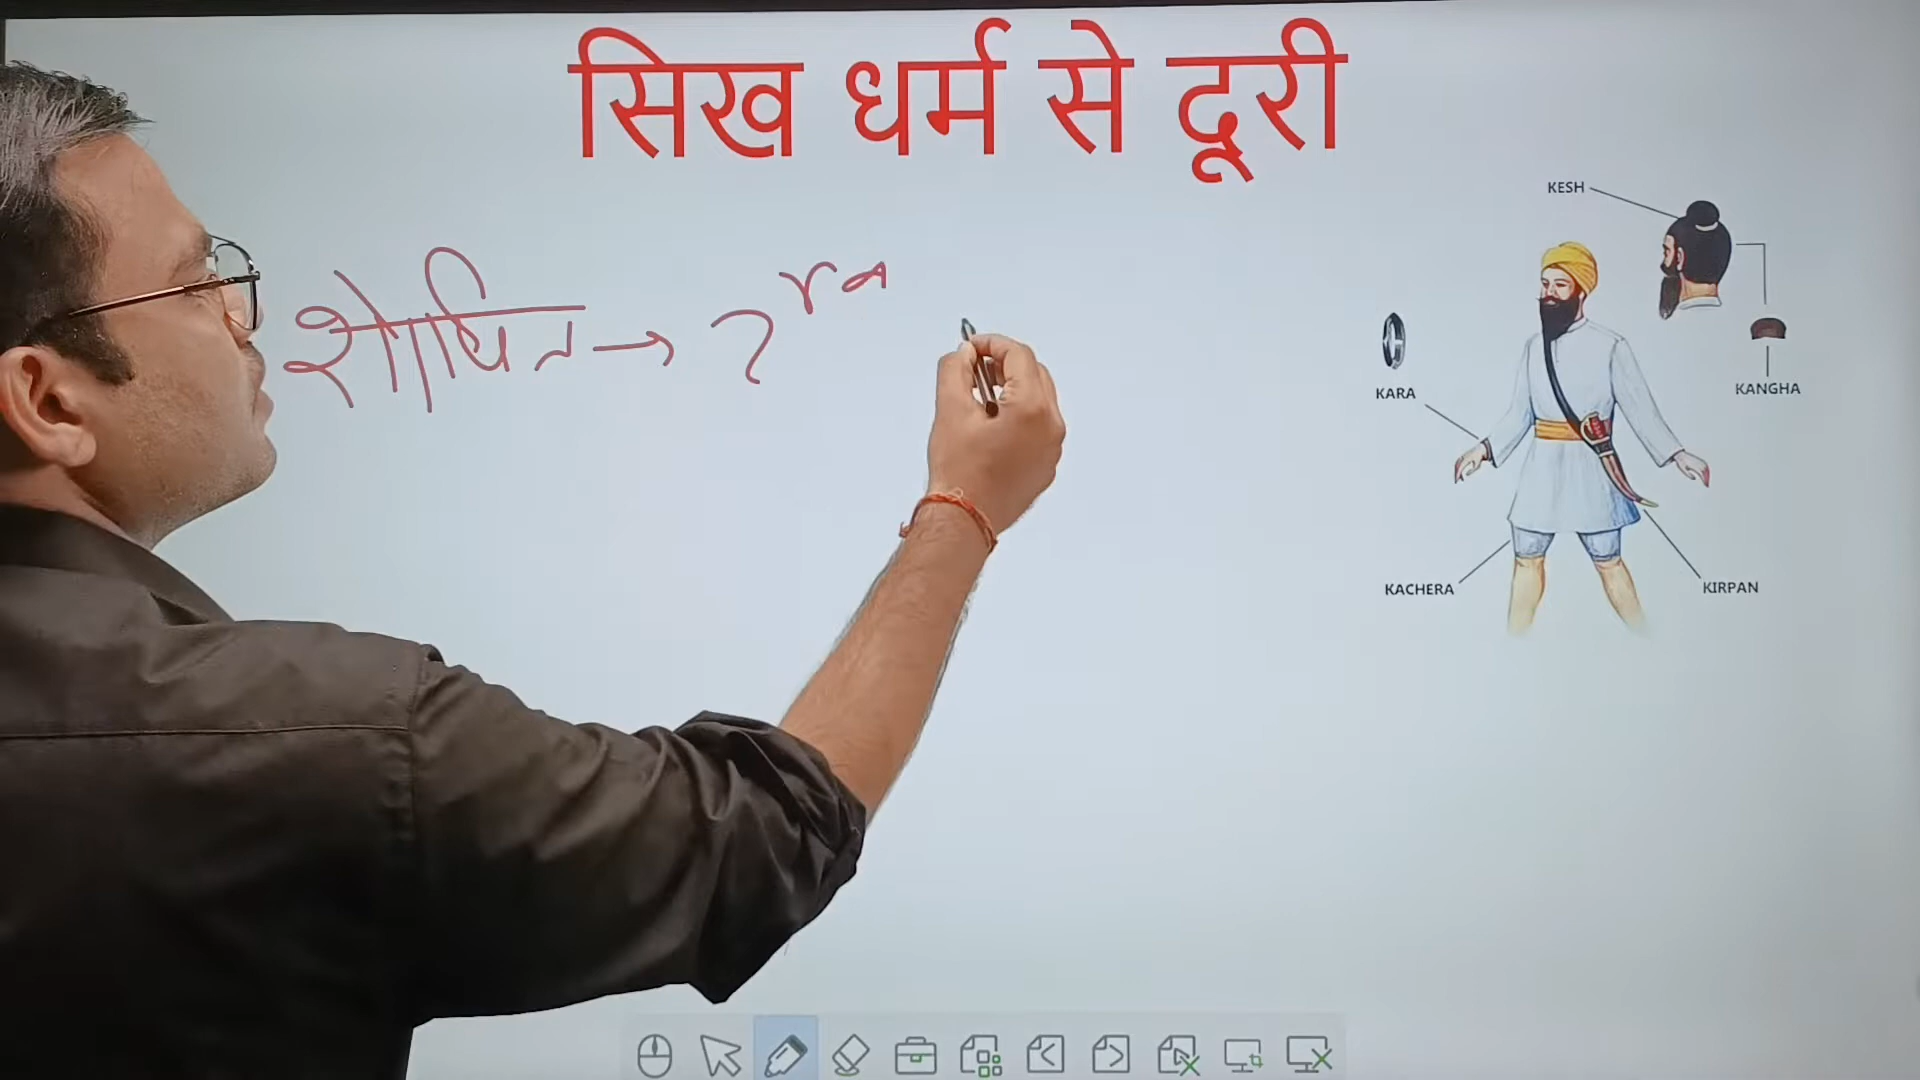 सिख धर्म से दूरी
KESH
शोषित →
KARA
KANGHA
KACHERA
KIRPAN